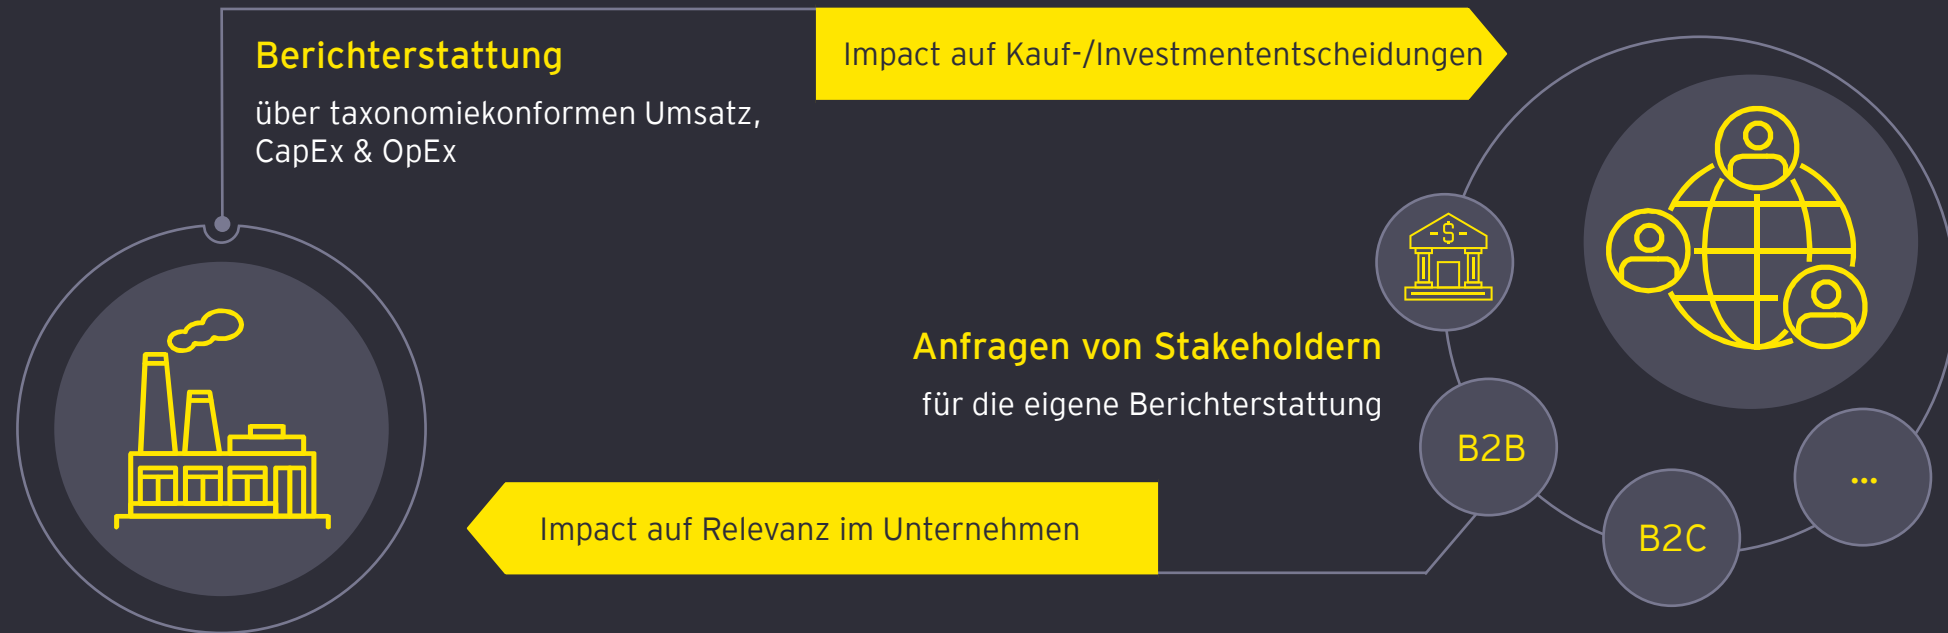 Berichterstattung
über taxonomiekonformen Umsatz,
CapEx & OpEx
Impact auf Kauf-/Investmententscheidungen
-$-
Anfragen von Stakeholdern
für die eigene Berichterstattung
B2B
B2C
...
Impact auf Relevanz im Unternehmen